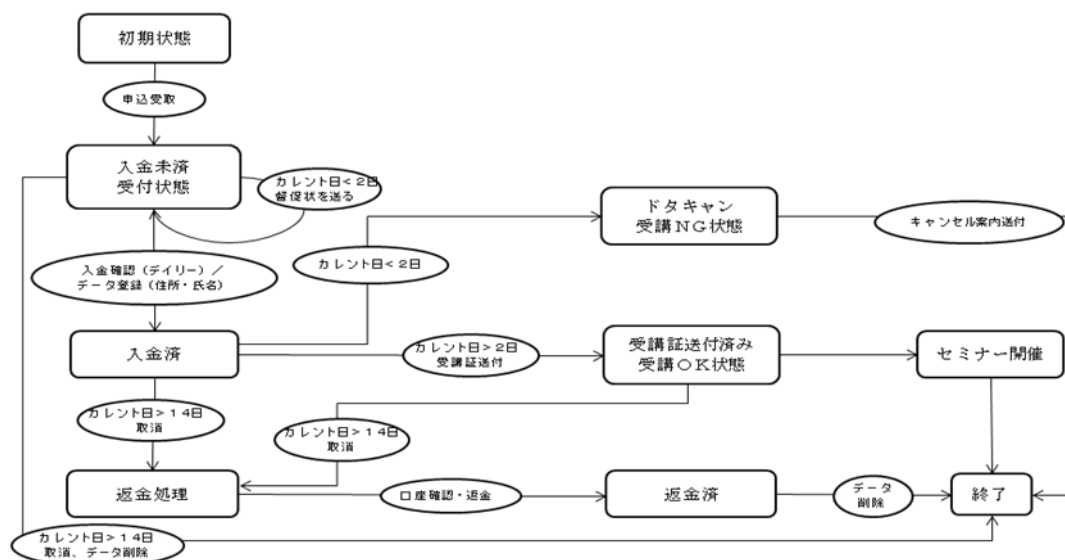 初期状態
申込受取
入金未済
受付状態
カレント日<2日
督促状を送る
ドタキャン
受講NG状態
キャンセル案内送付
カレント日<2日
入金確認(デイリー)/
データ登録(住所・氏名)
入金済
カレント日>2日
受講証送付
受講証送付済み
受講OK状態
セミナー開催
カレント日>14日
取消
カレント日>14日
取消
返金処理
口座確認・返金
返金済
データ
削除
終了
カレント日>14日
取消、データ削除